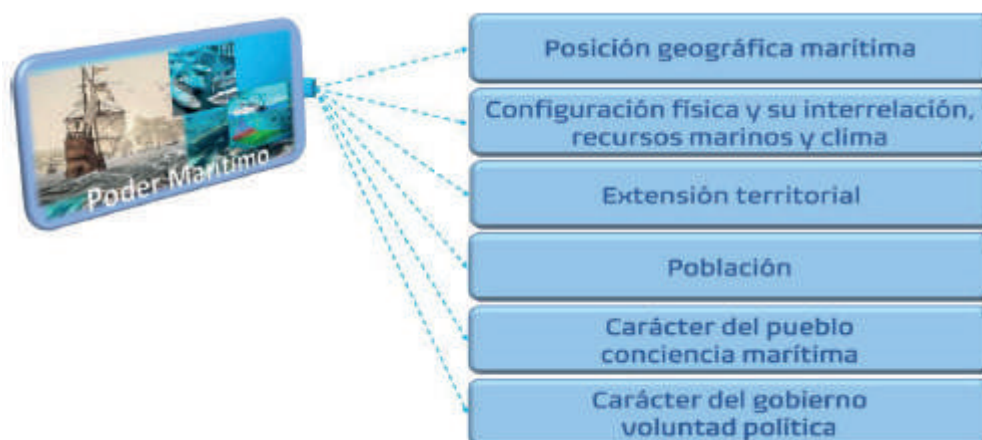 Poder Marítimo
Posición geográfica marítima
Configuración física y su interrelación,
recursos marinos y clima
Extensión territorial
Población
Carácter del pueblo
conciencia marítima
Carácter del gobierno
voluntad política